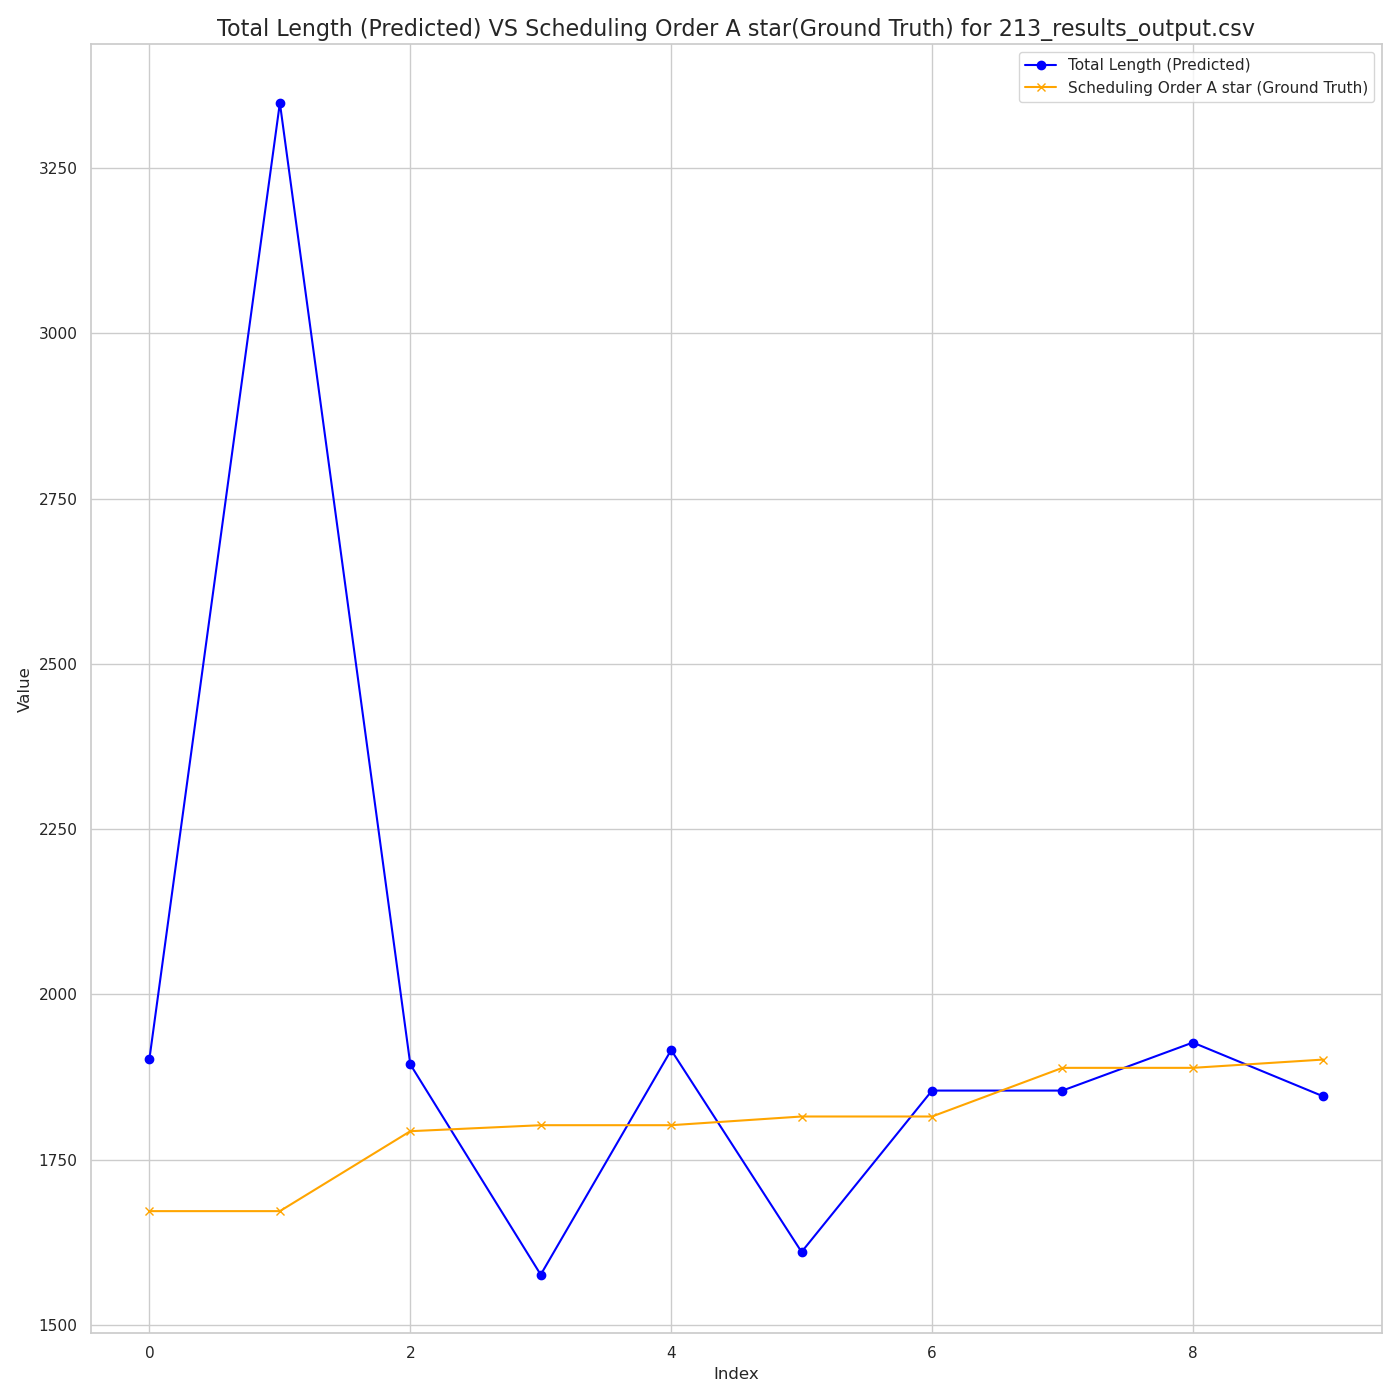 Total Length (Predicted) VS Scheduling Order A star(Ground Truth) for 213_results_output.csv
Total Length (Predicted)
Scheduling Order A star (Ground Truth)
3250
3000
2750
2500
2250
2000
1750
1500
Value
0 2 4 6 8
Index